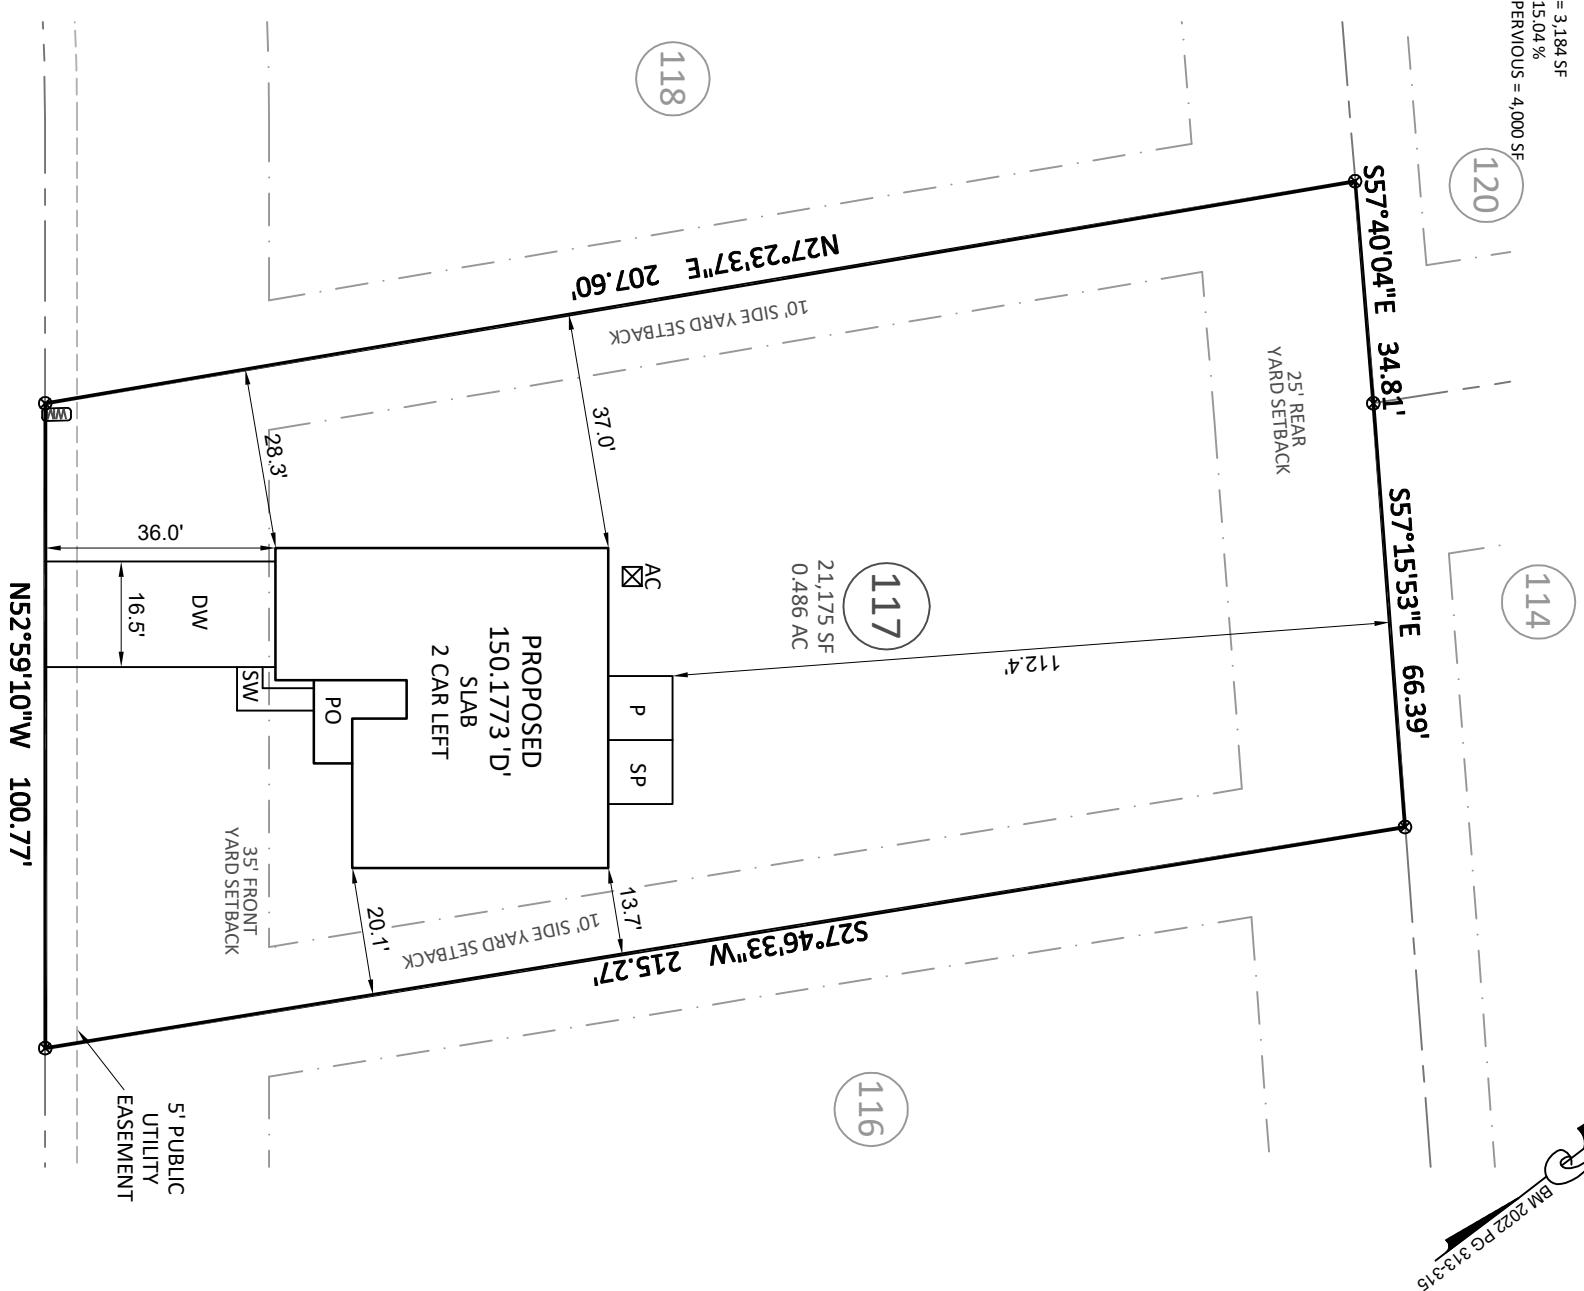 = 3,184 SF
15.04 %
PERVIOUS = 4,000 SF
120
118
S57°40'04"E 34.81'
N27°23'37"E 207.60'
10' SIDE YARD SETBACK
25' REAR
YARD SETBACK
114
S57°15'53"E 66.39'
117
21,175 SF
0.486 AC
37.0'
28.3'
36.0'
16.5'
DW
WM
AC
112.4'
PROPOSED
150.1773 'D'
SLAB
2 CAR LEFT
P
SP
PO
SW
N52°59'10"W 100.77'
35' FRONT
YARD SETBACK
13.7'
20.1'
10' SIDE YARD SETBACK
S27°46'33"W 215.27'
116
5' PUBLIC
UTILITY
EASEMENT
BM 2022 PG 313-315